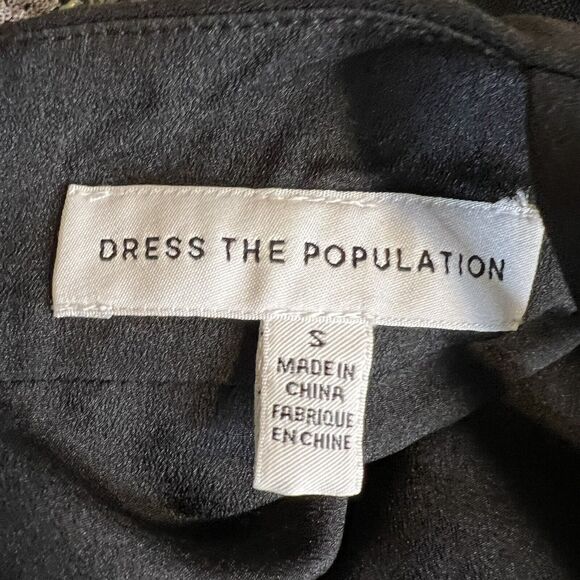 DRESS THE POPULATION
S
MADE IN
CHINA
FABRIQUE
EN CHINE